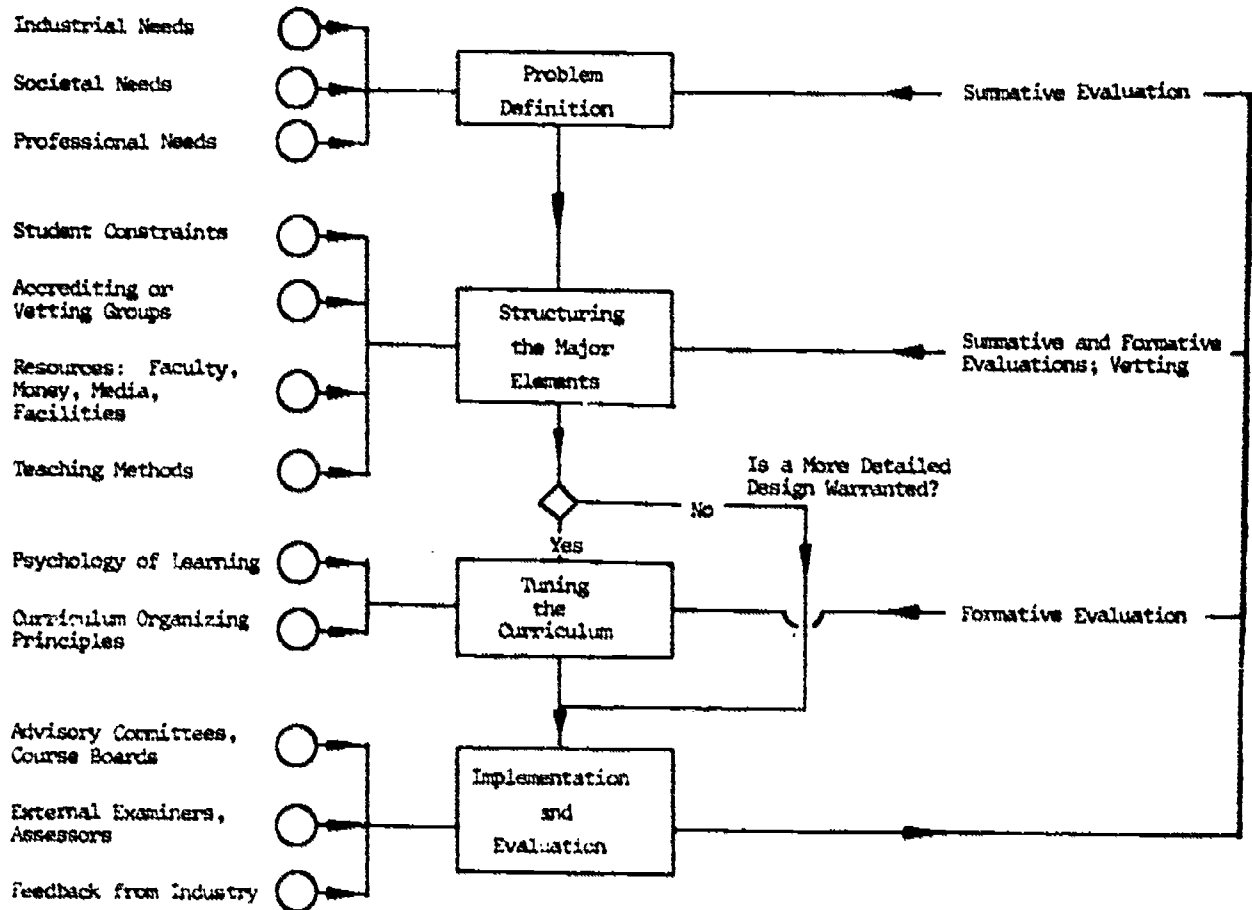 Industrial Needs
Societal Needs
Professional Needs
Problem
Definition
Summative Evaluation
Student Constraints
Accrediting or
Vetting Groups
Resources: Faculty,
Money, Media,
Facilities
Teaching Methods
Structuring
the Major
Elements
Summative and Formative
Evaluations; Vetting
Is a More Detailed
Design Warranted?
No
Yes
Psychology of Learning
Curriculum Organizing
Principles
Tuning
the
Curriculum
Formative Evaluation
Advisory Committees,
Course Boards
External Examiners,
Assessors
Feedback from Industry
Implementation
and
Evaluation